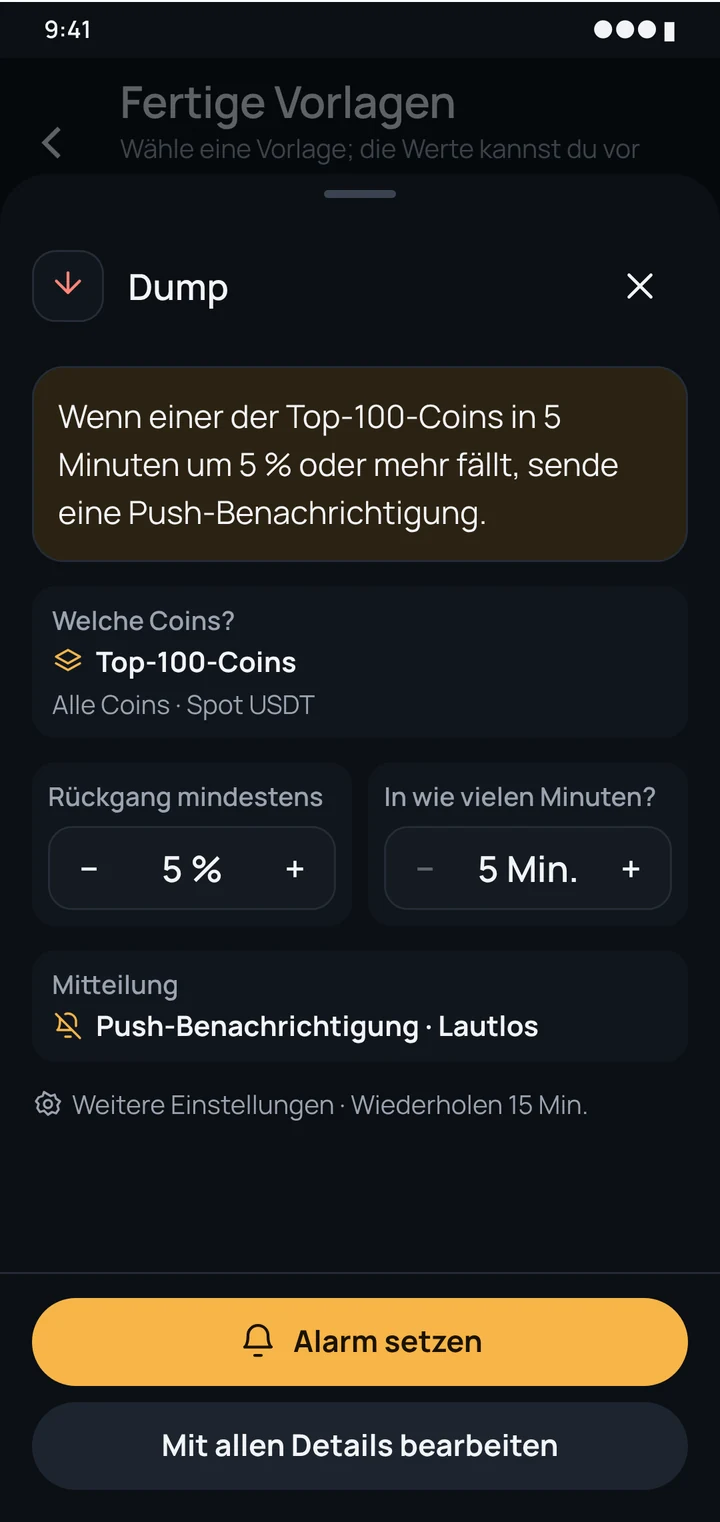 9:41
Fertige Vorlagen
Wähle eine Vorlage; die Werte kannst du vor
Dump
Wenn einer der Top-100-Coins in 5
Minuten um 5 % oder mehr fällt, sende
eine Push-Benachrichtigung.
Welche Coins?
Top-100-Coins
Alle Coins · Spot USDT
Rückgang mindestens
− 5 % +
In wie vielen Minuten?
− 5 Min. +
Mitteilung
Push-Benachrichtigung · Lautlos
Weitere Einstellungen · Wiederholen 15 Min.
Alarm setzen
Mit allen Details bearbeiten